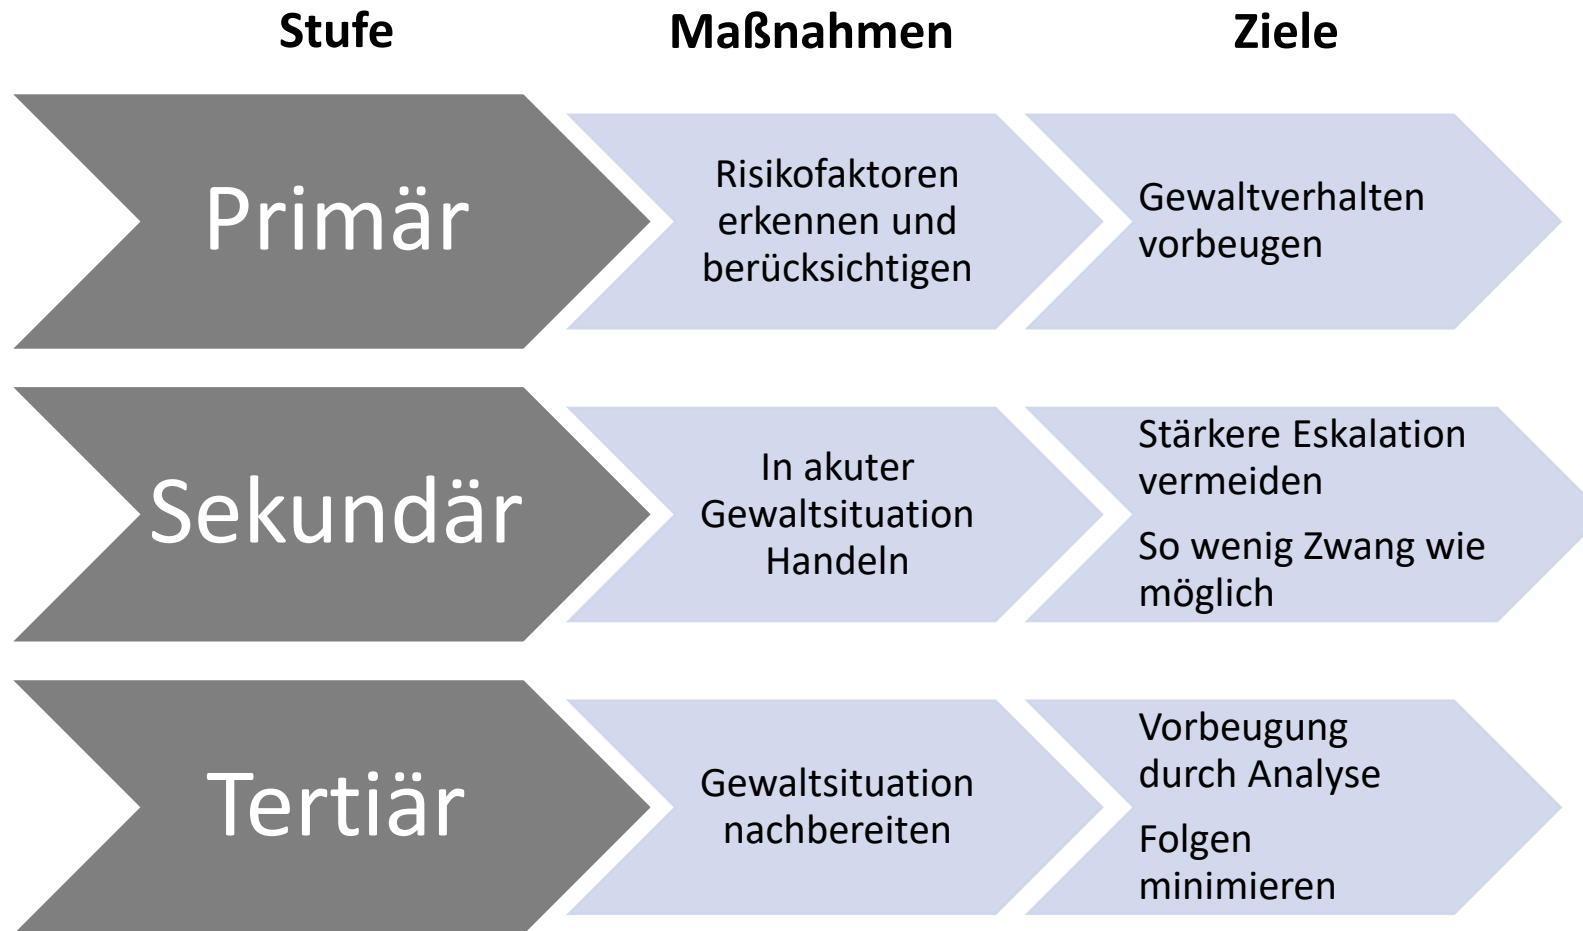 Stufe Maßnahmen Ziele
Primär
Risikofaktoren
erkennen und
berücksichtigen
Gewaltverhalten
vorbeugen
Sekundär
In akuter
Gewaltsituation
Handeln
Stärkere Eskalation
vermeiden
So wenig Zwang wie
möglich
Tertiär
Gewaltsituation
nachbereiten
Vorbeugung
durch Analyse
Folgen
minimieren